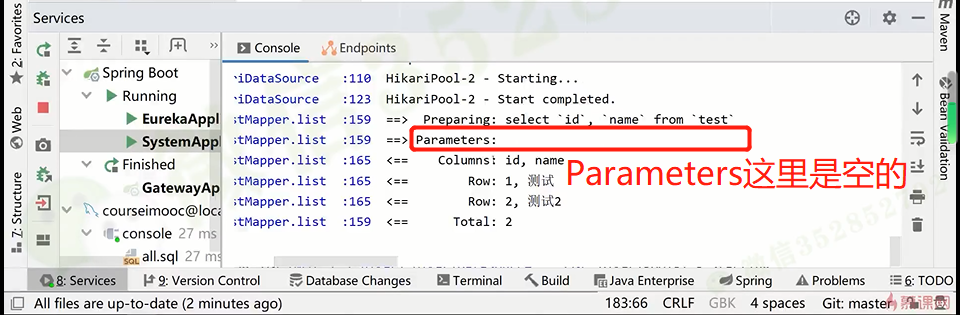 Services
Console
Endpoints
Spring Boot
Running
EurekaAppl
SystemAppl
Finished
GatewayAp
courseimooc@loca
console 27 ms
all.sql 27 ms
riDataSource :110 HikariPool-2 - Starting...
riDataSource :123 HikariPool-2 - Start completed.
stMapper.list :159 ==> Preparing: select `id`, `name` from `test`
stMapper.list :159 ==> Parameters:
stMapper.list :165 <== Columns: id, name
stMapper.list :165 <== Row: 1, 测试
stMapper.list :165 <== Row: 2, 测试2
stMapper.list :159 <== Total: 2
Parameters这里是空的
2: Favorites
Web
Z: Structure
Maven
Bean Validation
8: Services
9: Version Control
Database Changes
Terminal
Build
Java Enterprise
Spring
Problems
6: TODO
All files are up-to-date (2 minutes ago)
183:66 CRLF GBK 4 spaces Git: master
慕课网